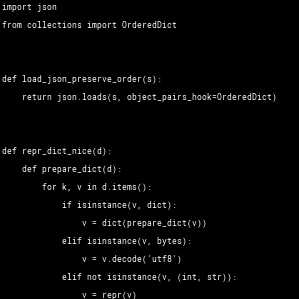 import json
from collections import OrderedDict
def load_json_preserve_order(s):
    return json.loads(s, object_pairs_hook=OrderedDict)
def repr_dict_nice(d):
    def prepare_dict(d):
        for k, v in d.items():
            if isinstance(v, dict):
                v = dict(prepare_dict(v))
            elif isinstance(v, bytes):
                v = v.decode('utf8')
            elif not isinstance(v, (int, str)):
                v = repr(v)